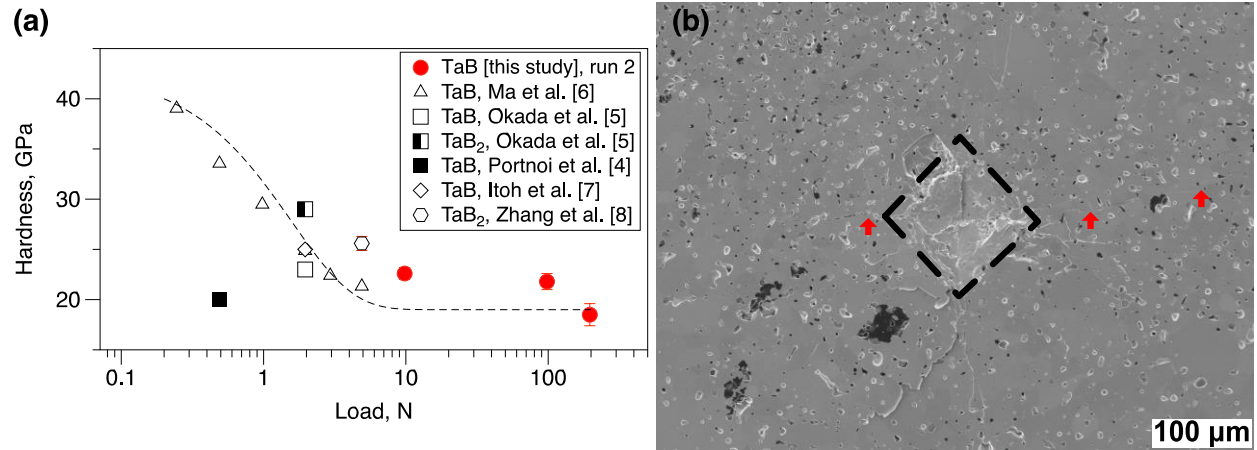 (a)
Hardness, GPa
40
30
20
0.1
1
10
100
Load, N
TaB [this study], run 2
TaB, Ma et al. [6]
TaB, Okada et al. [5]
TaB₂, Okada et al. [5]
TaB, Portnoi et al. [4]
TaB, Itoh et al. [7]
TaB₂, Zhang et al. [8]
(b)
100 µm